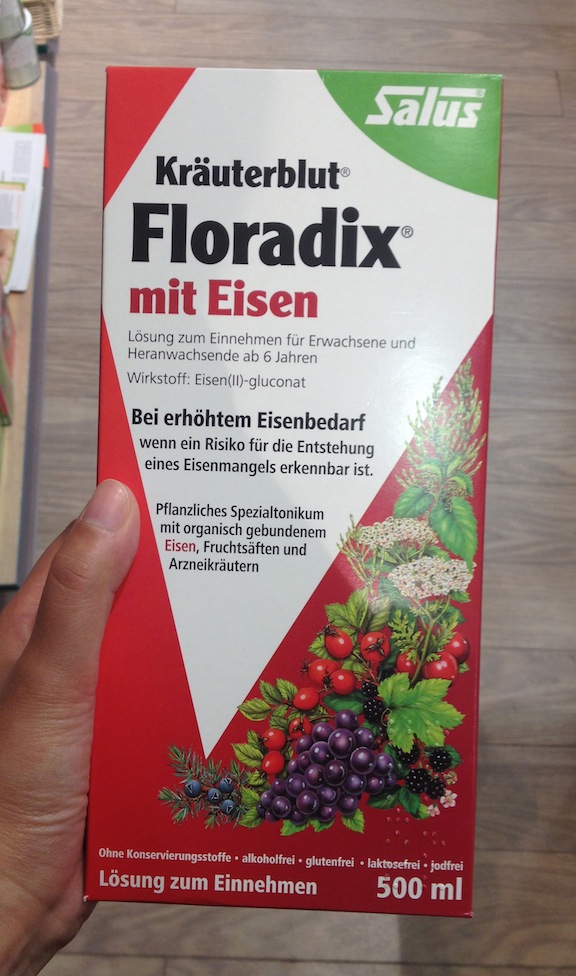 Salus®
Kräuterblut®
Floradix®
mit Eisen
Lösung zum Einnehmen für Erwachsene und
Heranwachsende ab 6 Jahren
Wirkstoff: Eisen(II)-gluconat
Bei erhöhtem Eisenbedarf
wenn ein Risiko für die Entstehung
eines Eisenmangels erkennbar ist.
Pflanzliches Spezialtonikum
mit organisch gebundenem
Eisen, Fruchtsäften und
Arzneikräutern
Ohne Konservierungsstoffe • alkoholfrei • glutenfrei • laktosefrei • jodfrei
Lösung zum Einnehmen 500 ml